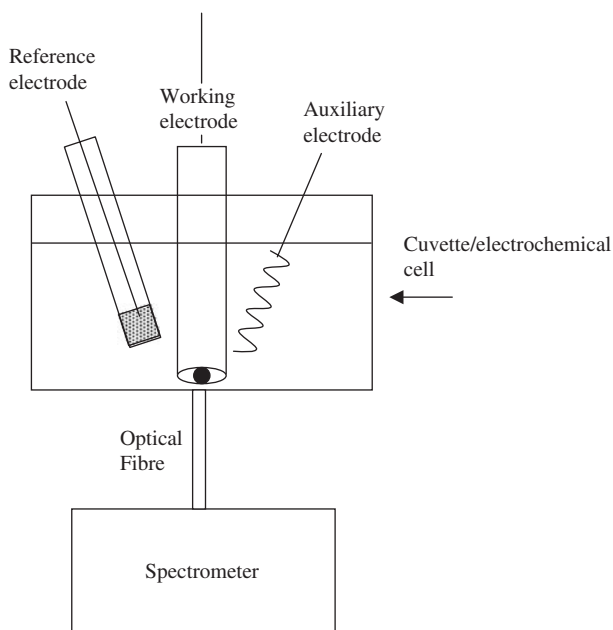 Reference
electrode
Working
electrode
Auxiliary
electrode
Cuvette/electrochemical
cell
Optical
Fibre
Spectrometer